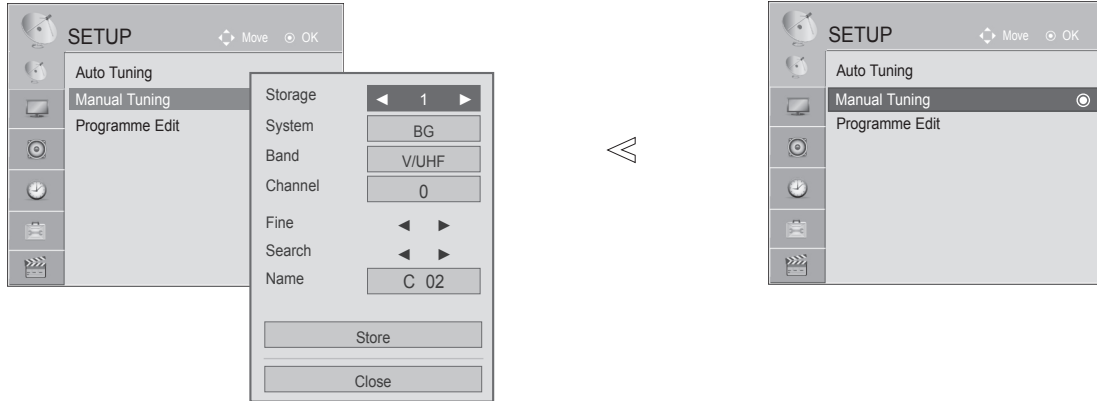 SETUP Move OK
Auto Tuning
Manual Tuning
Programme Edit
Storage ◄ 1 ►
System BG
Band V/UHF
Channel 0
Fine ◄ ►
Search ◄ ►
Name C 02
Store
Close
SETUP Move OK
Auto Tuning
Manual Tuning
Programme Edit